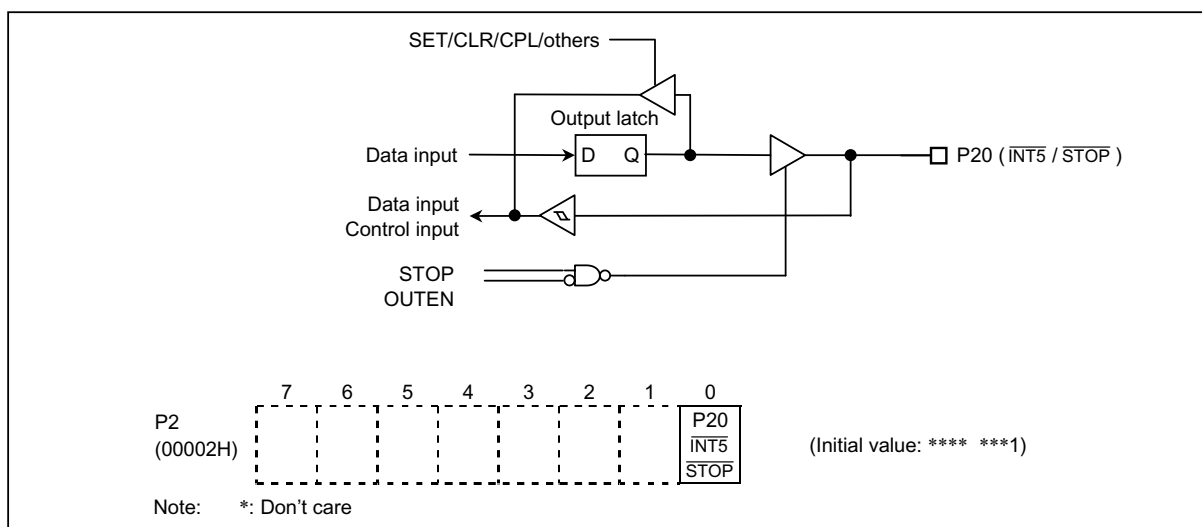 SET/CLR/CPL/others
Output latch
Data input
D Q
P20 ( INT5 / STOP )
Data input
Control input
STOP
OUTEN
7 6 5 4 3 2 1 0
P2
(00002H)
P20
INT5
STOP
(Initial value: **** ***1)
Note: *: Don't care